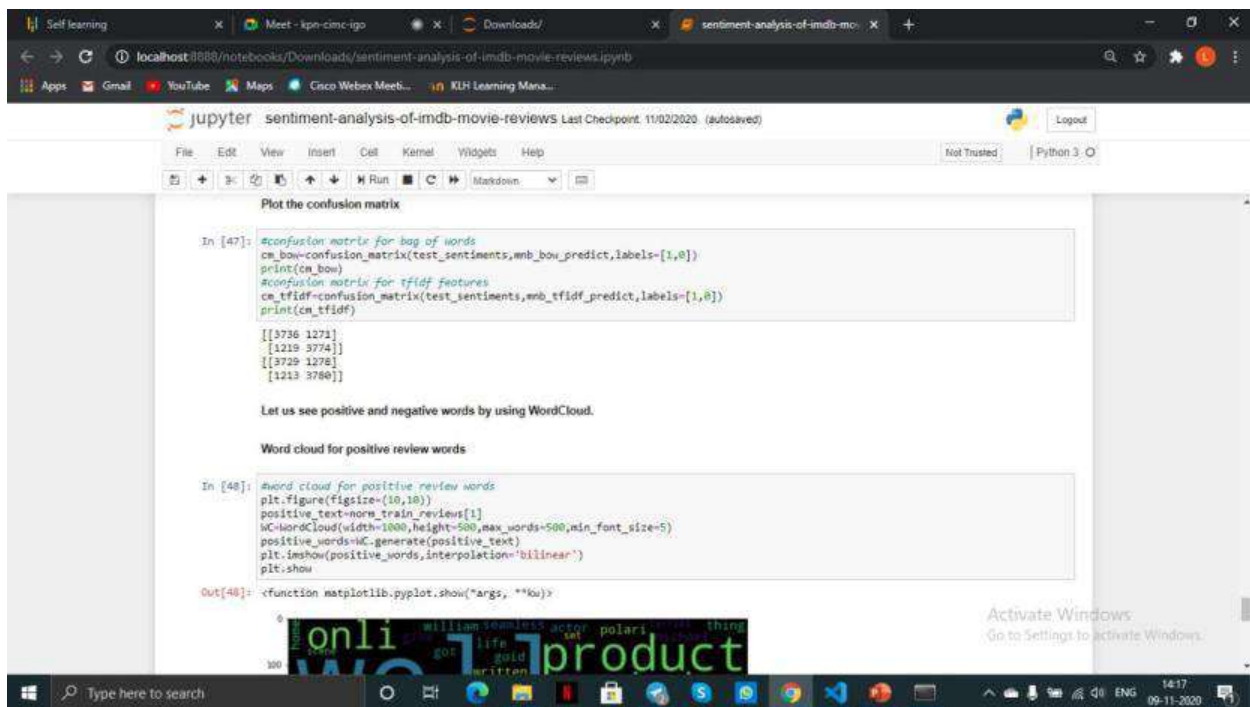 Self learning
Meet - kpn-cimc-igo
Downloads/
sentiment-analysis-of-imdb-mo
localhost:8888/notebooks/Downloads/sentiment-analysis-of-imdb-movie-reviews.ipynb
Apps Gmail YouTube Maps Cisco Webex Meeti... KLH Learning Mana...
jupyter sentiment-analysis-of-imdb-movie-reviews Last Checkpoint: 11/02/2020 (autosaved)
Logout
File Edit View Insert Cell Kernel Widgets Help
Not Trusted
Python 3
Run
Markdown
Plot the confusion matrix
In [47]: #confusion matrix for bag of words
cm_bow=confusion_matrix(test_sentiments,mnb_bow_predict,labels=[1,0])
print(cm_bow)
#confusion matrix for tfidf features
cm_tfidf=confusion_matrix(test_sentiments,mnb_tfidf_predict,labels=[1,0])
print(cm_tfidf)
[[3736 1271]
[1219 3774]]
[[3729 1278]
[1213 3780]]
Let us see positive and negative words by using WordCloud.
Word cloud for positive review words
In [48]: #word cloud for positive review words
plt.figure(figsize=(10,10))
positive_text=norm_train_reviews[1]
WC=WordCloud(width=1000,height=500,max_words=500,min_font_size=5)
positive_words=WC.generate(positive_text)
plt.imshow(positive_words,interpolation='bilinear')
plt.show
Out[48]: <function matplotlib.pyplot.show(*args, **kw)>
0
100
onli
william seamless actor polari thing
set
life
got
product
written
home
Activate Windows
Go to Settings to activate Windows.
Type here to search
ENG
14:17
09-11-2020